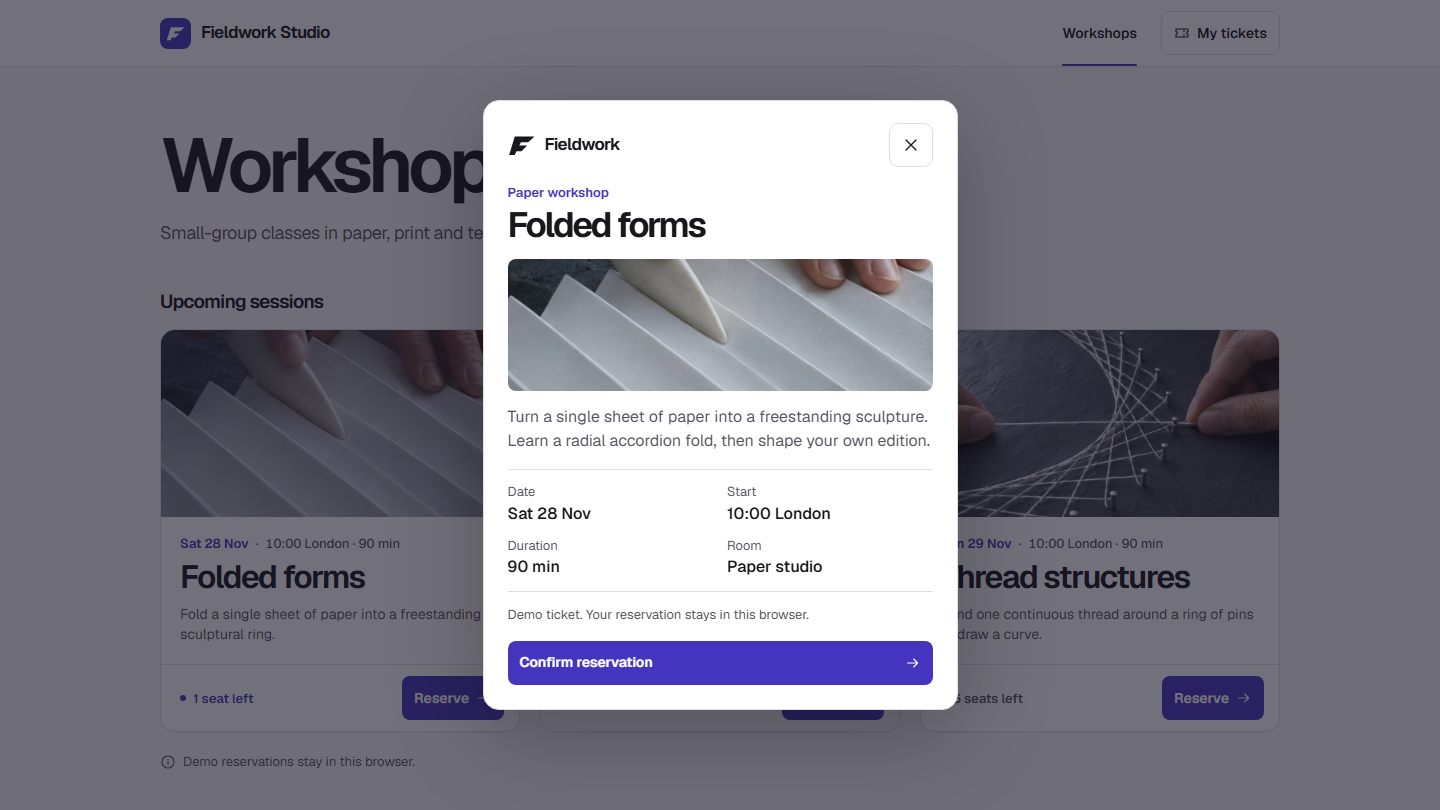 Fieldwork Studio
Workshops
My tickets
Workshop
Small-group classes in paper, print and te
Upcoming sessions
Fieldwork
Paper workshop
Folded forms
Turn a single sheet of paper into a freestanding sculpture.
Learn a radial accordion fold, then shape your own edition.
Date
Sat 28 Nov
Start
10:00 London
Duration
90 min
Room
Paper studio
Demo ticket. Your reservation stays in this browser.
Confirm reservation
Sat 28 Nov · 10:00 London · 90 min
Folded forms
Fold a single sheet of paper into a freestanding
sculptural ring.
1 seat left
Reserve
n 29 Nov · 10:00 London · 90 min
hread structures
nd one continuous thread around a ring of pins
draw a curve.
seats left
Reserve
Demo reservations stay in this browser.